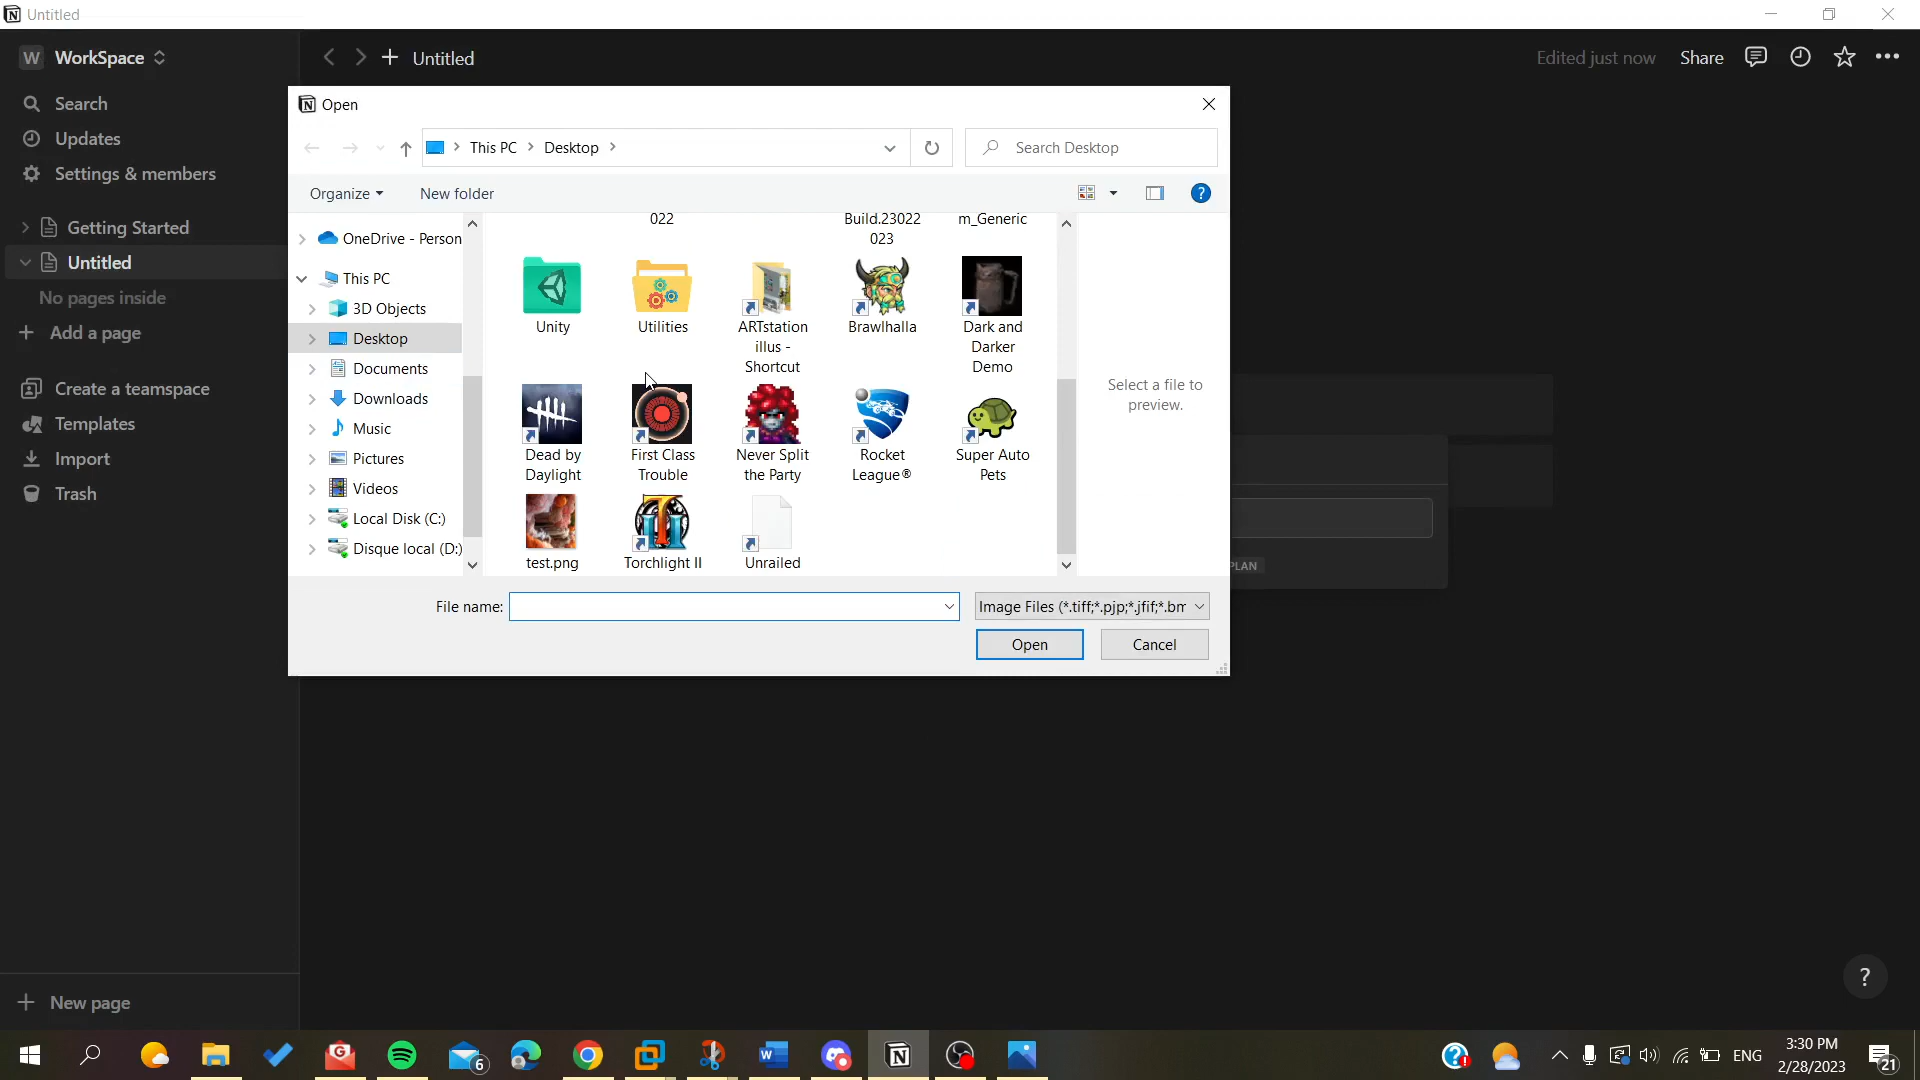 Untitled
W WorkSpace
Untitled
Edited just now
Share
Search
Updates
Settings & members
Getting Started
Untitled
No pages inside
Add a page
Create a teamspace
Templates
Import
Trash
New page
Open
This PC
Desktop
Search Desktop
Organize
New folder
OneDrive - Person
This PC
3D Objects
Desktop
Documents
Downloads
Music
Pictures
Videos
Local Disk (C:)
Disque local (D:)
022
Build.23022
023
m_Generic
Unity
Utilities
ARTstation
illus -
Shortcut
Brawlhalla
Dark and
Darker
Demo
Dead by
Daylight
First Class
Trouble
Never Split
the Party
Rocket
League®
Super Auto
Pets
test.png
Torchlight II
Unrailed
Select a file to
preview.
File name:
Image Files (*.tiff;*.pjp;*.jfif;*.bm
Open
Cancel
PLAN
?
6
ENG
3:30 PM
2/28/2023
21